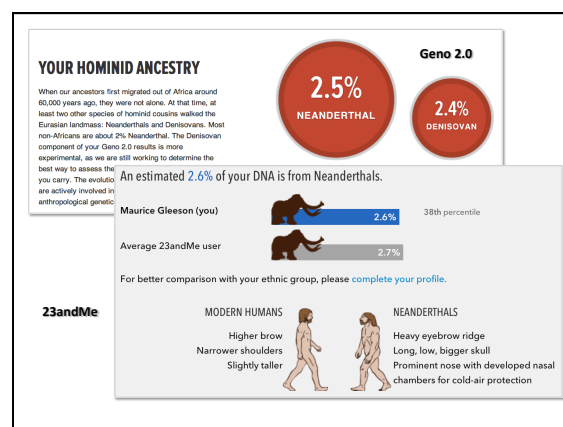 Geno 2.0
YOUR HOMINID ANCESTRY
When our ancestors first migrated out of Africa around
60,000 years ago, they were not alone. At that time, at
least two other species of hominid cousins walked the
Eurasian landmass: Neanderthals and Denisovans. Most
non-Africans are about 2% Neanderthal. The Denisovan
component of your Geno 2.0 results is more
experimental, as we are still working to determine the
best way to assess the
you carry. The evolutio
are actively involved in
anthropological genetic
2.5%
NEANDERTHAL
2.4%
DENISOVAN
An estimated 2.6% of your DNA is from Neanderthals.
Maurice Gleeson (you)
2.6%
38th percentile
Average 23andMe user
2.7%
For better comparison with your ethnic group, please complete your profile.
23andMe
MODERN HUMANS
Higher brow
Narrower shoulders
Slightly taller
NEANDERTHALS
Heavy eyebrow ridge
Long, low, bigger skull
Prominent nose with developed nasal
chambers for cold-air protection